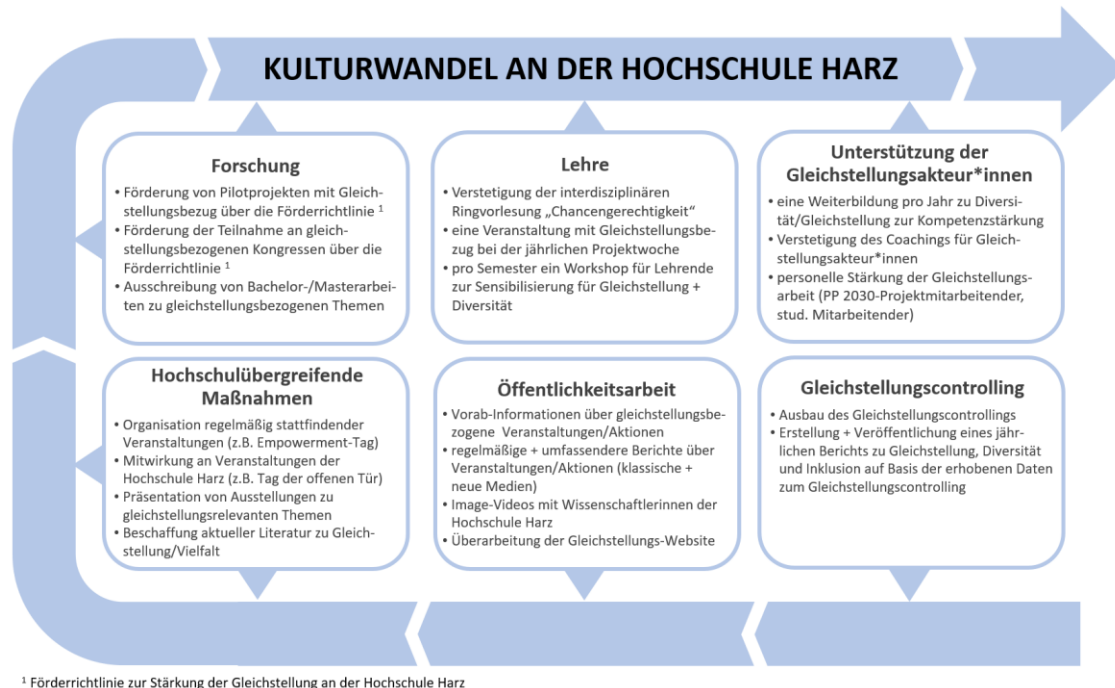 KULTURWANDEL AN DER HOCHSCHULE HARZ
Forschung
• Förderung von Pilotprojekten mit Gleich-
stellungsbezug über die Förderrichtlinie ¹
• Förderung der Teilnahme an gleich-
stellungsbezogenen Kongressen über die
Förderrichtlinie ¹
• Ausschreibung von Bachelor-/Masterarbei-
ten zu gleichstellungsbezogenen Themen
Lehre
• Verstetigung der interdisziplinären
Ringvorlesung „Chancengerechtigkeit“
• eine Veranstaltung mit Gleichstellungsbe-
zug bei der jährlichen Projektwoche
• pro Semester ein Workshop für Lehrende
zur Sensibilisierung für Gleichstellung +
Diversität
Unterstützung der
Gleichstellungsakteur*innen
• eine Weiterbildung pro Jahr zu Diversi-
tät/Gleichstellung zur Kompetenzstärkung
• Verstetigung des Coachings für Gleich-
stellungsakteur*innen
• personelle Stärkung der Gleichstellungs-
arbeit (PP 2030-Projektmitarbeitender,
stud. Mitarbeitender)
Hochschulübergreifende
Maßnahmen
• Organisation regelmäßig stattfindender
Veranstaltungen (z.B. Empowerment-Tag)
• Mitwirkung an Veranstaltungen der
Hochschule Harz (z.B. Tag der offenen Tür)
• Präsentation von Ausstellungen zu
gleichstellungsrelevanten Themen
• Beschaffung aktueller Literatur zu Gleich-
stellung/Vielfalt
Öffentlichkeitsarbeit
• Vorab-Informationen über gleichstellungsbe-
zogene Veranstaltungen/Aktionen
• regelmäßige + umfassendere Berichte über
Veranstaltungen/Aktionen (klassische +
neue Medien)
• Image-Videos mit Wissenschaftlerinnen der
Hochschule Harz
• Überarbeitung der Gleichstellungs-Website
Gleichstellungscontrolling
• Ausbau des Gleichstellungscontrollings
• Erstellung + Veröffentlichung eines jähr-
lichen Berichts zu Gleichstellung, Diversität
und Inklusion auf Basis der erhobenen Daten
zum Gleichstellungscontrolling
¹ Förderrichtlinie zur Stärkung der Gleichstellung an der Hochschule Harz